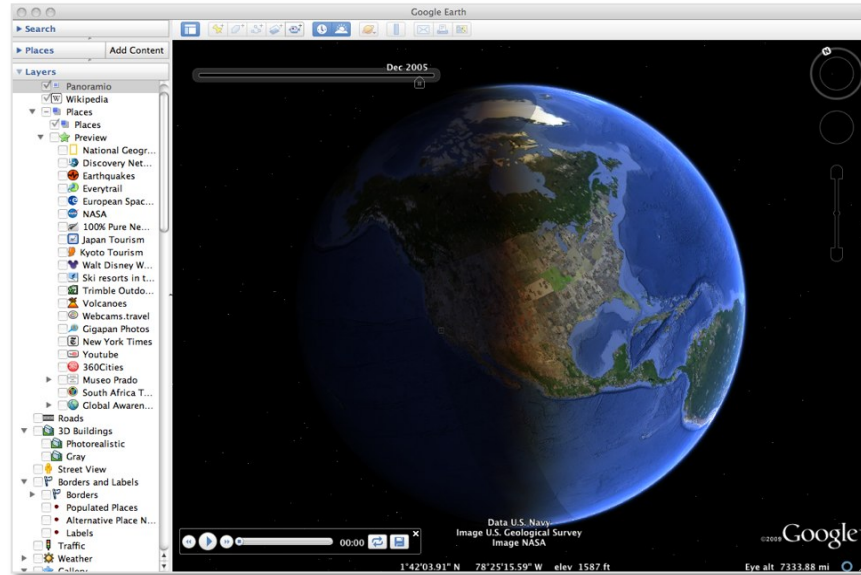 Google Earth
Search
Places
Add Content
Layers
Dec 2005
N
Panoramio
Wikipedia
Places
Places
Preview
National Geogr...
Discovery Net...
Earthquakes
Everytrail
European Spac...
NASA
100% Pure Ne...
Japan Tourism
Kyoto Tourism
Walt Disney W...
Ski resorts in t...
Trimble Outdo...
Volcanoes
Webcams.travel
Gigapan Photos
New York Times
Youtube
360Cities
Museo Prado
South Africa T...
Global Awaren...
Roads
3D Buildings
Photorealistic
Gray
Street View
Borders and Labels
Borders
Populated Places
Alternative Place N...
Labels
Traffic
Weather
Gallery
00:00
Data U.S. Navy
Image U.S. Geological Survey
Image NASA
©2009 Google
1°42'03.91" N 78°25'15.59" W elev 1587 ft
Eye alt 7333.88 mi